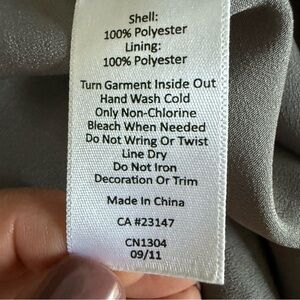 Shell:
100% Polyester
Lining:
100% Polyester
Turn Garment Inside Out
Hand Wash Cold
Only Non-Chlorine
Bleach When Needed
Do Not Wring Or Twist
Line Dry
Do Not Iron
Decoration Or Trim
Made In China
CA #23147
CN1304
09/11